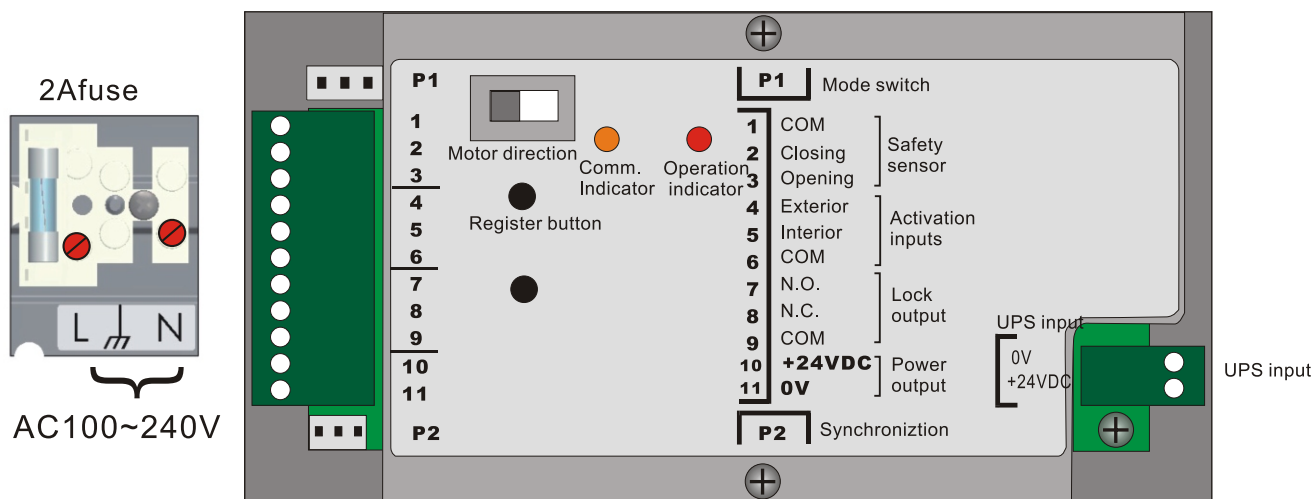 2Afuse
L N
AC100~240V
P1
1
2
3
4
5
6
7
8
9
10
11
P2
Motor direction
Comm.
Indicator
Operation
indicator
Register button
P1 Mode switch
1 COM
2 Closing
3 Opening
Safety
sensor
4 Exterior
5 Interior
6 COM
Activation
inputs
7 N.O.
8 N.C.
9 COM
Lock
output
10 +24VDC
11 0V
Power
output
P2 Synchroniztion
UPS input
0V
+24VDC
UPS input